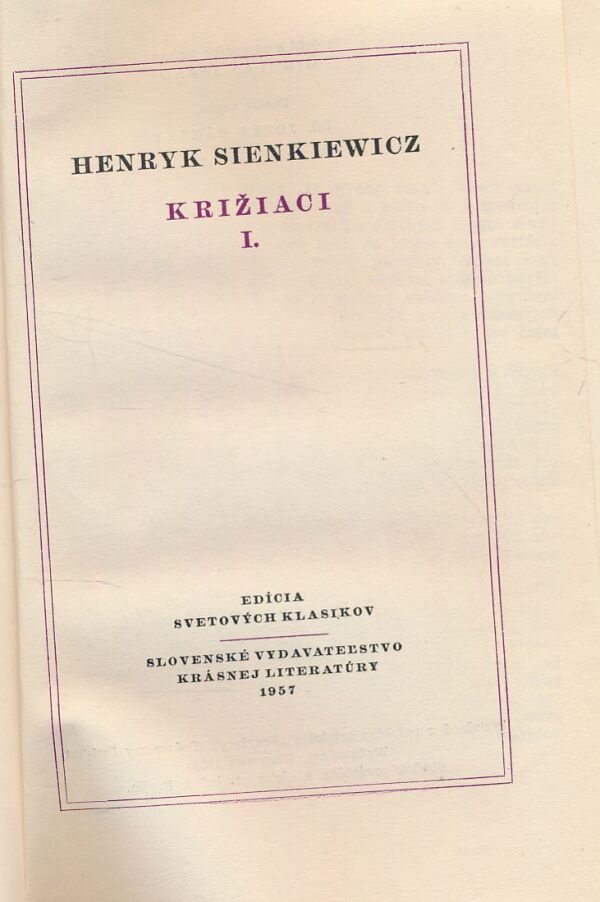 HENRYK SIENKIEWICZ
KRIŽIACI
I.
EDÍCIA
SVETOVÝCH KLASIKOV
SLOVENSKÉ VYDAVATEĽSTVO
KRÁSNEJ LITERATÚRY
1957